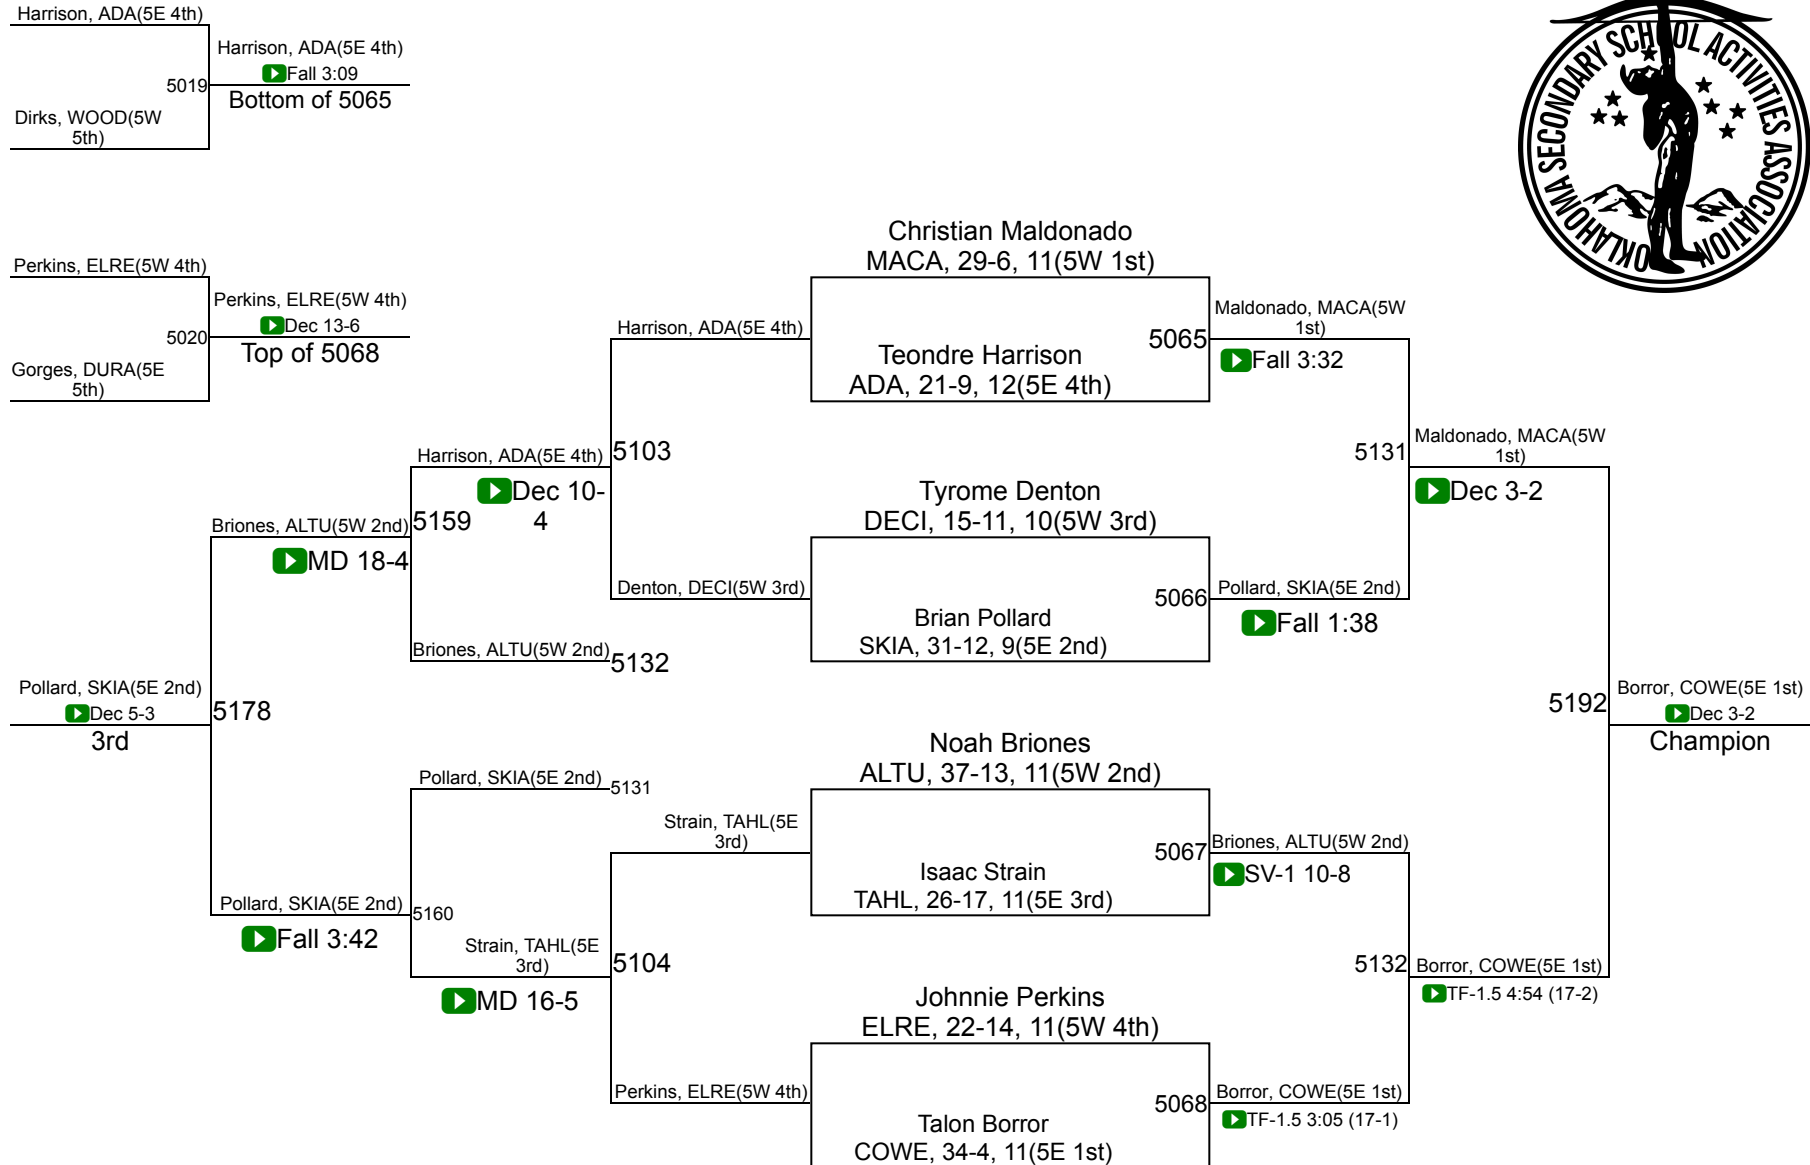 Harrison, ADA(5E 4th)
5019
Dirks, WOOD(5W
5th)
Harrison, ADA(5E 4th)
Fall 3:09
Bottom of 5065
OKLAHOMA SECONDARY SCHOOL ACTIVITIES ASSOCIATION
Perkins, ELRE(5W 4th)
5020
Gorges, DURA(5E
5th)
Perkins, ELRE(5W 4th)
Dec 13-6
Top of 5068
Christian Maldonado
MACA, 29-6, 11(5W 1st)
5065
Teondre Harrison
ADA, 21-9, 12(5E 4th)
Harrison, ADA(5E 4th)
Maldonado, MACA(5W
1st)
Fall 3:32
5103
Harrison, ADA(5E 4th)
Dec 10-
4
5131
Maldonado, MACA(5W
1st)
Dec 3-2
Tyrome Denton
DECI, 15-11, 10(5W 3rd)
5066
Brian Pollard
SKIA, 31-12, 9(5E 2nd)
Denton, DECI(5W 3rd)
Pollard, SKIA(5E 2nd)
Fall 1:38
Briones, ALTU(5W 2nd)
5159
MD 18-4
Briones, ALTU(5W 2nd)
5132
Pollard, SKIA(5E 2nd)
Dec 5-3
3rd
5178
5192
Borror, COWE(5E 1st)
Dec 3-2
Champion
Noah Briones
ALTU, 37-13, 11(5W 2nd)
5067
Isaac Strain
TAHL, 26-17, 11(5E 3rd)
Pollard, SKIA(5E 2nd)
5131
Strain, TAHL(5E
3rd)
Briones, ALTU(5W 2nd)
SV-1 10-8
Pollard, SKIA(5E 2nd)
5160
Fall 3:42
Strain, TAHL(5E
3rd)
5104
MD 16-5
5132
Borror, COWE(5E 1st)
TF-1.5 4:54 (17-2)
Johnnie Perkins
ELRE, 22-14, 11(5W 4th)
5068
Talon Borror
COWE, 34-4, 11(5E 1st)
Perkins, ELRE(5W 4th)
Borror, COWE(5E 1st)
TF-1.5 3:05 (17-1)